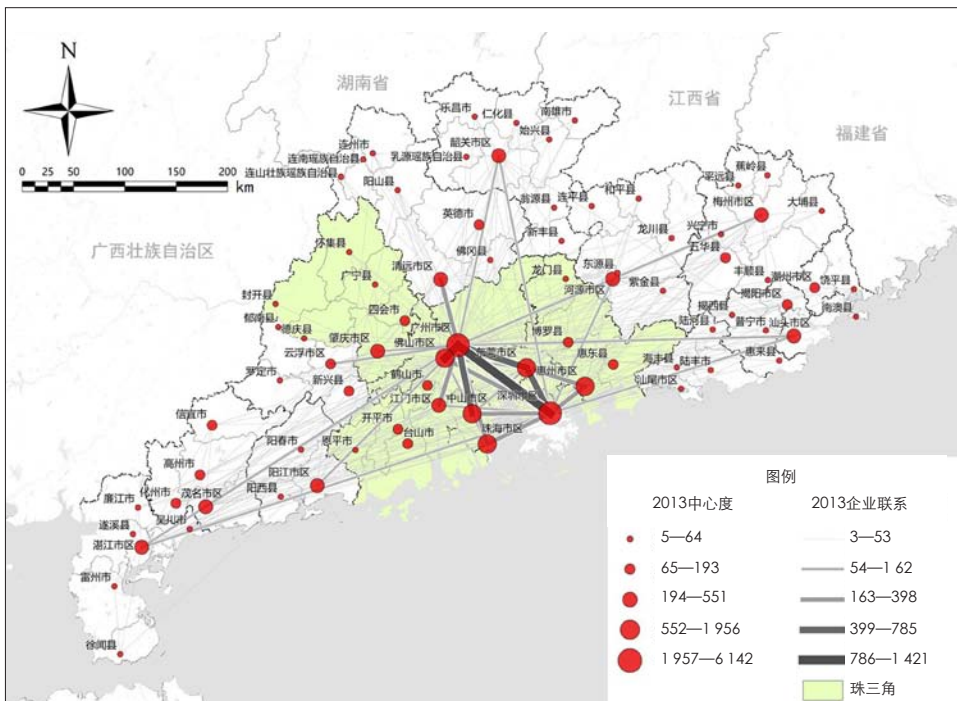 N
0 25 50 100 150 200
km
湖南省
江西省
福建省
广西壮族自治区
乐昌市
仁化县
南雄市
韶关市区
始兴县
连州市
连南瑶族自治县
乳源瑶族自治县
连山壮族瑶族自治县
阳山县
翁源县
连平县
和平县
蕉岭县
平远县
梅州市区
大埔县
英德市
新丰县
龙川县
兴宁市
五华县
佛冈县
怀集县
清远市区
龙门县
东源县
河源市区
紫金县
丰顺县
潮州市区
饶平县
广宁县
揭阳市区
揭西县
南澳县
封开县
四会市
郁南县
德庆县
肇庆市区
广州市区
佛山市区
博罗县
陆河县
普宁市
汕头市区
云浮市区
东莞市区
惠州市区
惠东县
海丰县
陆丰市
惠来县
罗定市
新兴县
鹤山市
江门市区
中山市区
深圳市区
汕尾市区
信宜市
开平市
台山市
珠海市区
阳春市
恩平市
高州市
阳江市区
阳西县
廉江市
化州市
茂名市区
吴川市
遂溪县
湛江市区
雷州市
徐闻县
图例
2013中心度 2013企业联系
5—64 3—53
65—193 54—1 62
194—551 163—398
552—1 956 399—785
1 957—6 142 786—1 421
珠三角